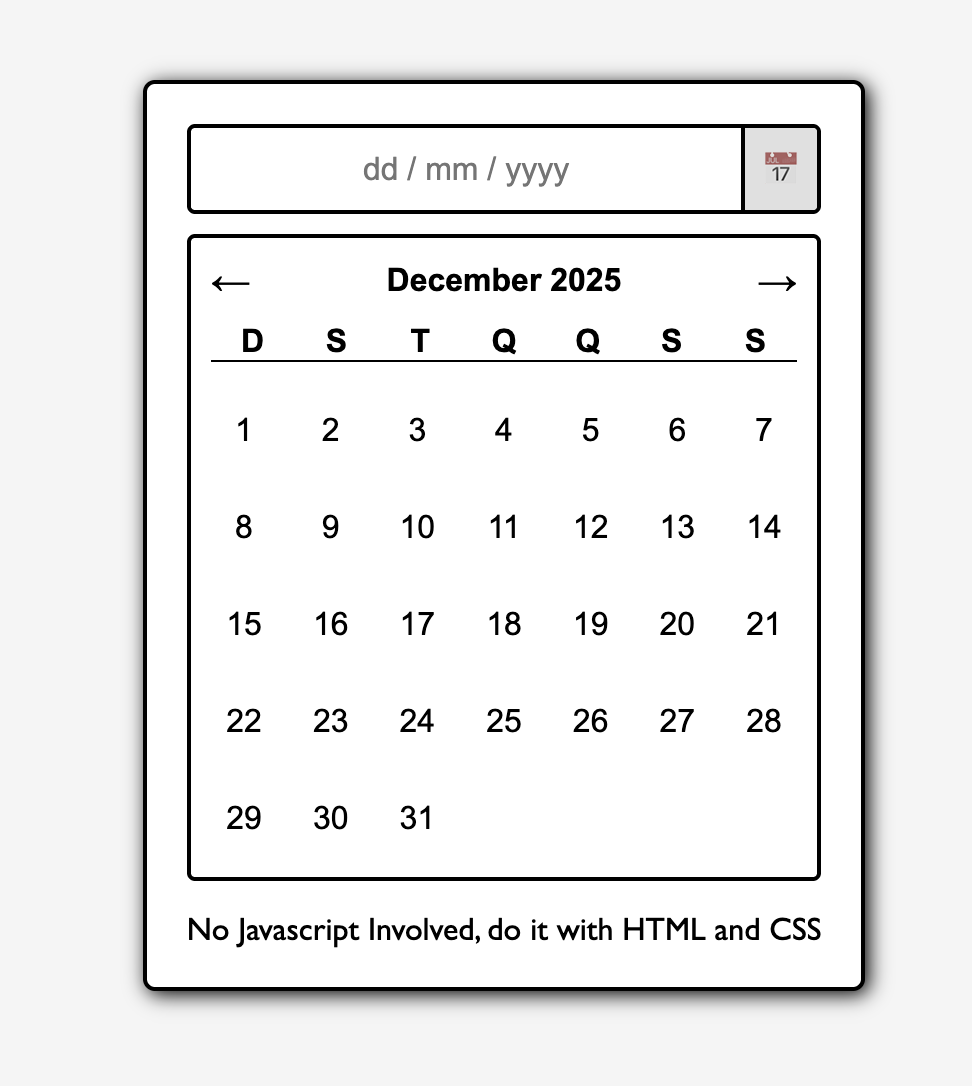 dd / mm / yyyy
JUL
17
← December 2025 →
D S T Q Q S S
1 2 3 4 5 6 7
8 9 10 11 12 13 14
15 16 17 18 19 20 21
22 23 24 25 26 27 28
29 30 31
No Javascript Involved, do it with HTML and CSS